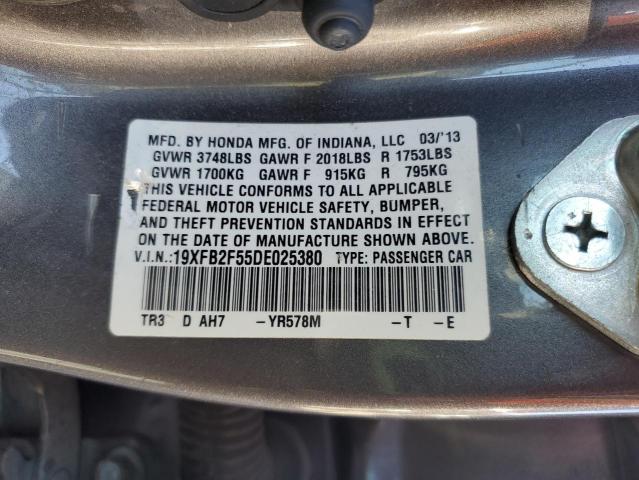 MFD. BY HONDA MFG. OF INDIANA, LLC 03/'13
GVWR 3748LBS GAWR F 2018LBS R 1753LBS
GVWR 1700KG GAWR F 915KG R 795KG
THIS VEHICLE CONFORMS TO ALL APPLICABLE
FEDERAL MOTOR VEHICLE SAFETY, BUMPER,
AND THEFT PREVENTION STANDARDS IN EFFECT
ON THE DATE OF MANUFACTURE SHOWN ABOVE.
V.I.N.:19XFB2F55DE025380 TYPE: PASSENGER CAR
TR3 D AH7 -YR578M -T -E